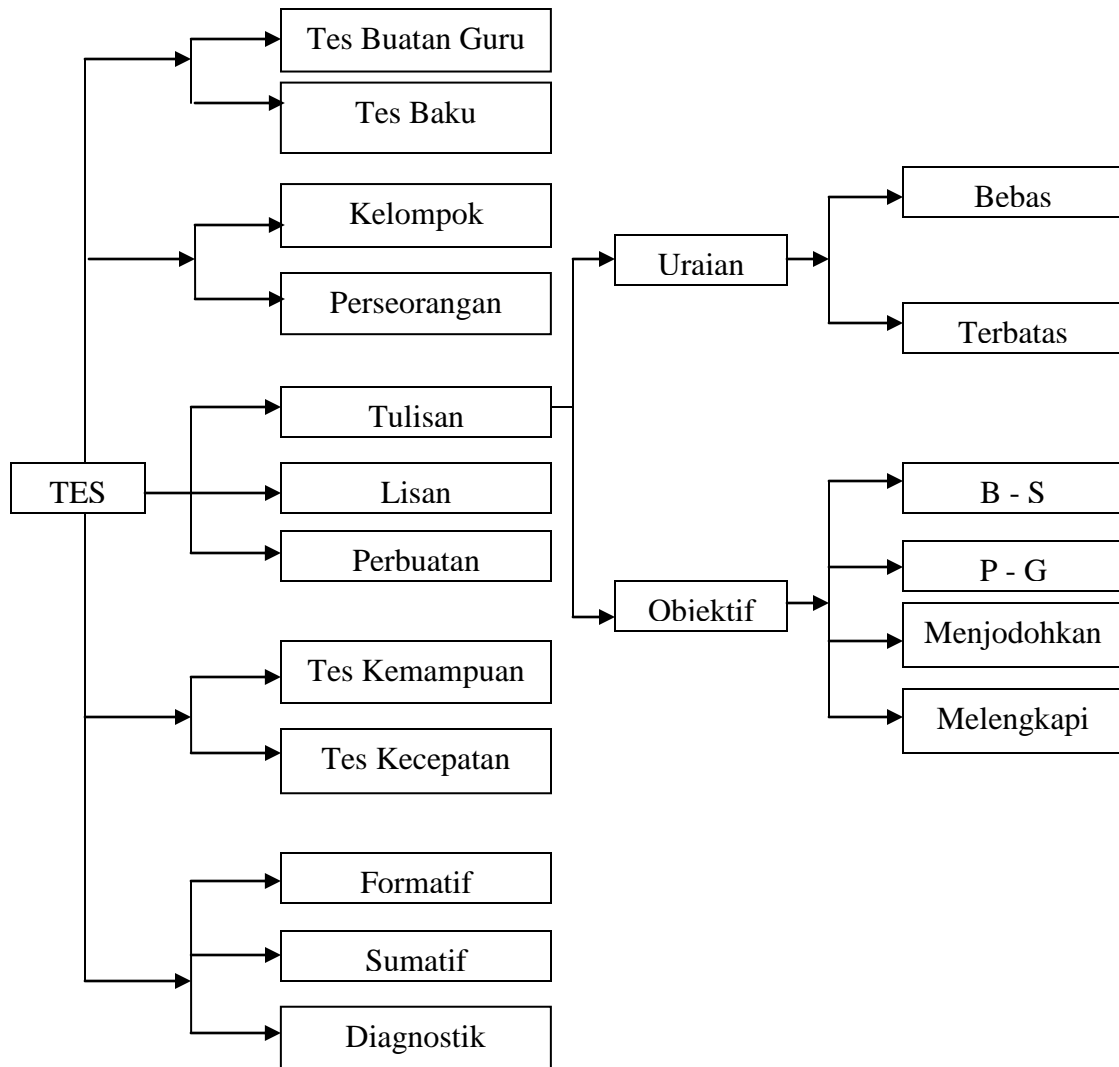 Tes Buatan Guru
Tes Baku
Kelompok
Perseorangan
TES
Tulisan
Lisan
Perbuatan
Tes Kemampuan
Tes Kecepatan
Formatif
Sumatif
Diagnostik
Uraian
Objektif
Bebas
Terbatas
B - S
P - G
Menjodohkan
Melengkapi